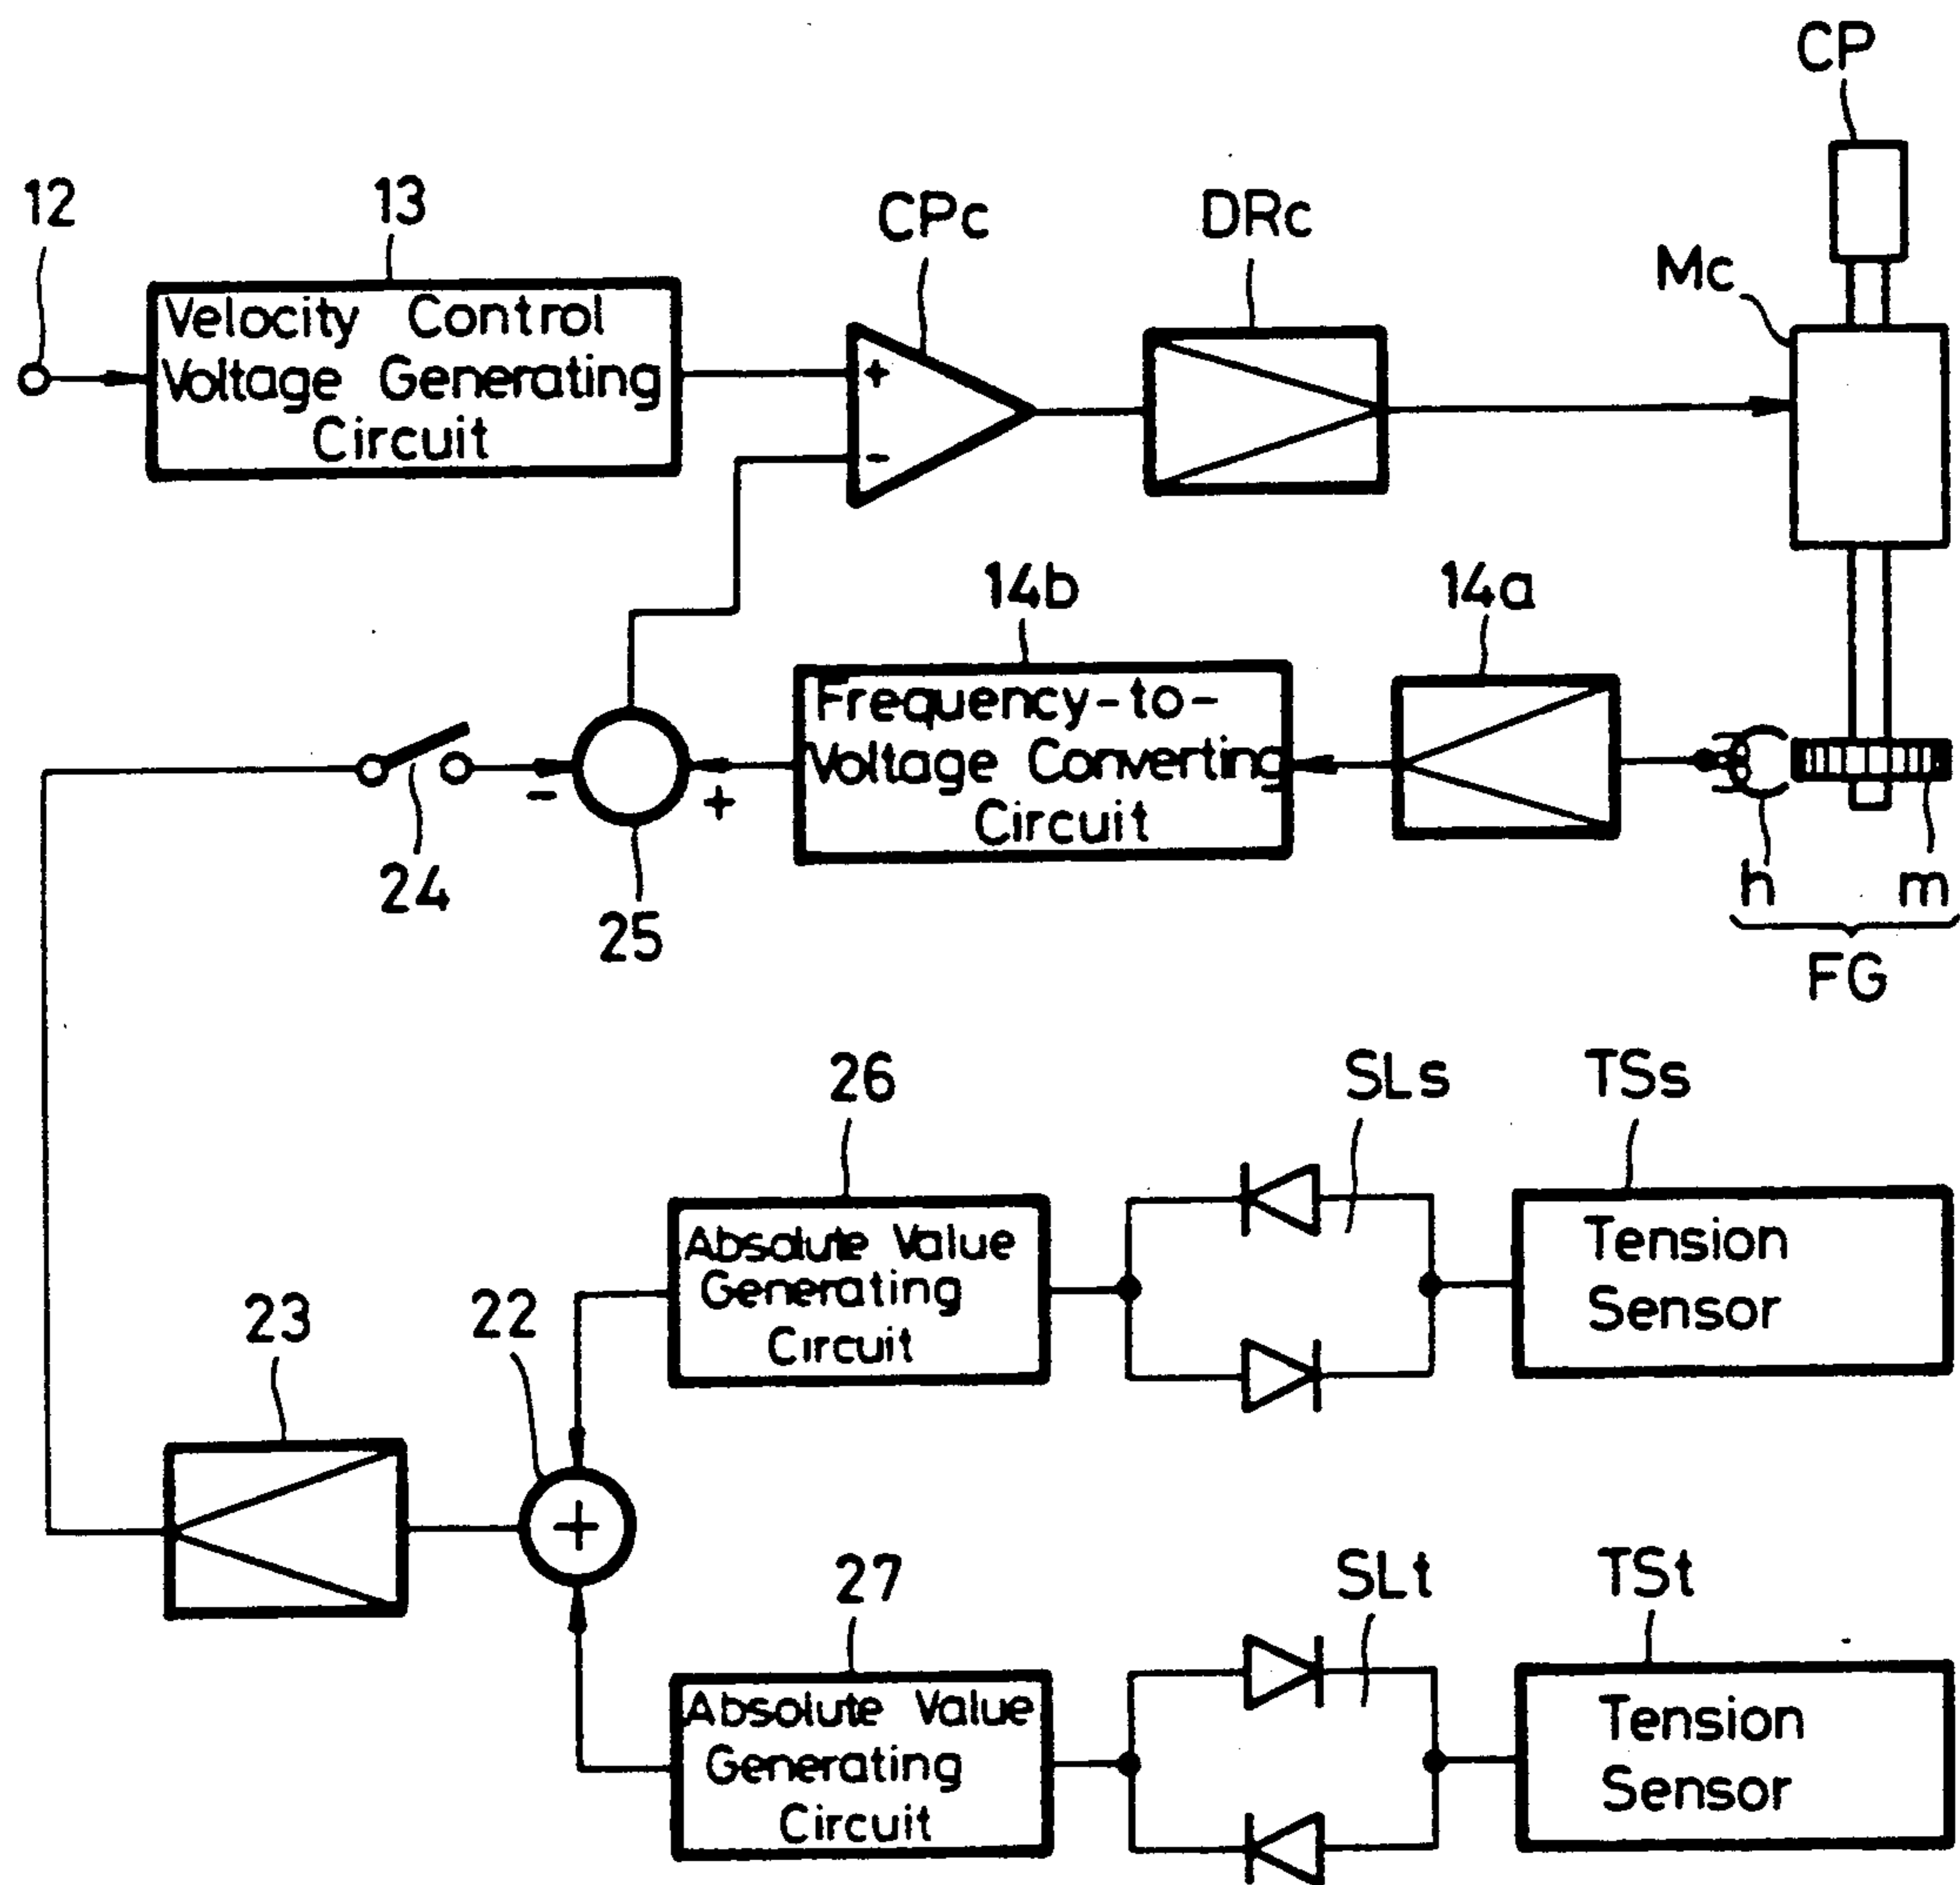 CP
12
13
CPc
DRc
Mc
Velocity Control
Voltage Generating
Circuit
+
-
14b
14a
Frequency-to-
Voltage Converting
Circuit
-
+
24
25
h
m
FG
26
SLs
TSs
Absolute Value
Generating
Circuit
Tension
Sensor
23
22
+
27
SLt
TSt
Absolute Value
Generating
Circuit
Tension
Sensor